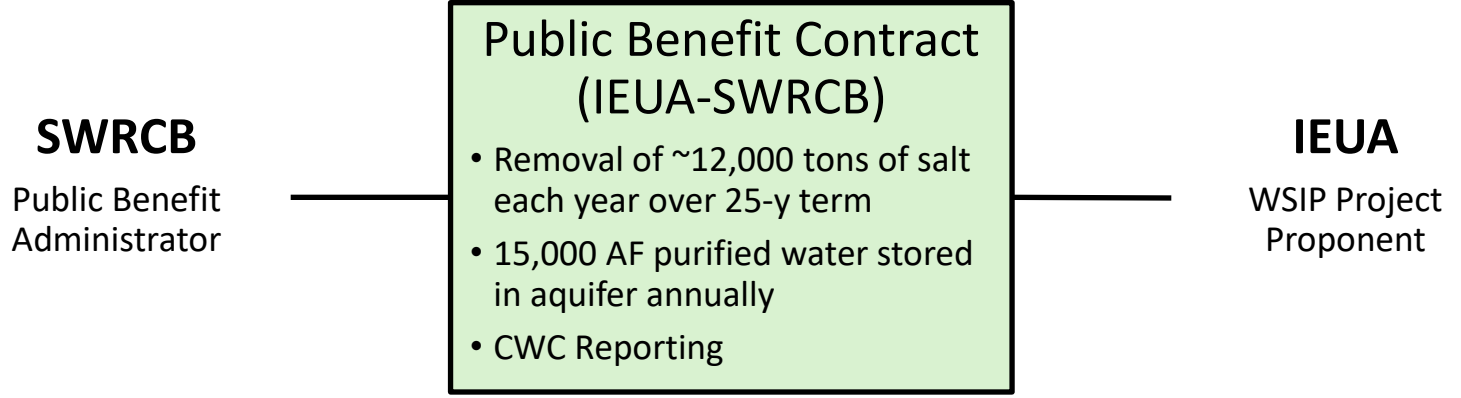 SWRCB
Public Benefit
Administrator
Public Benefit Contract
(IEUA-SWRCB)
• Removal of ~12,000 tons of salt
each year over 25-y term
• 15,000 AF purified water stored
in aquifer annually
• CWC Reporting
IEUA
WSIP Project
Proponent